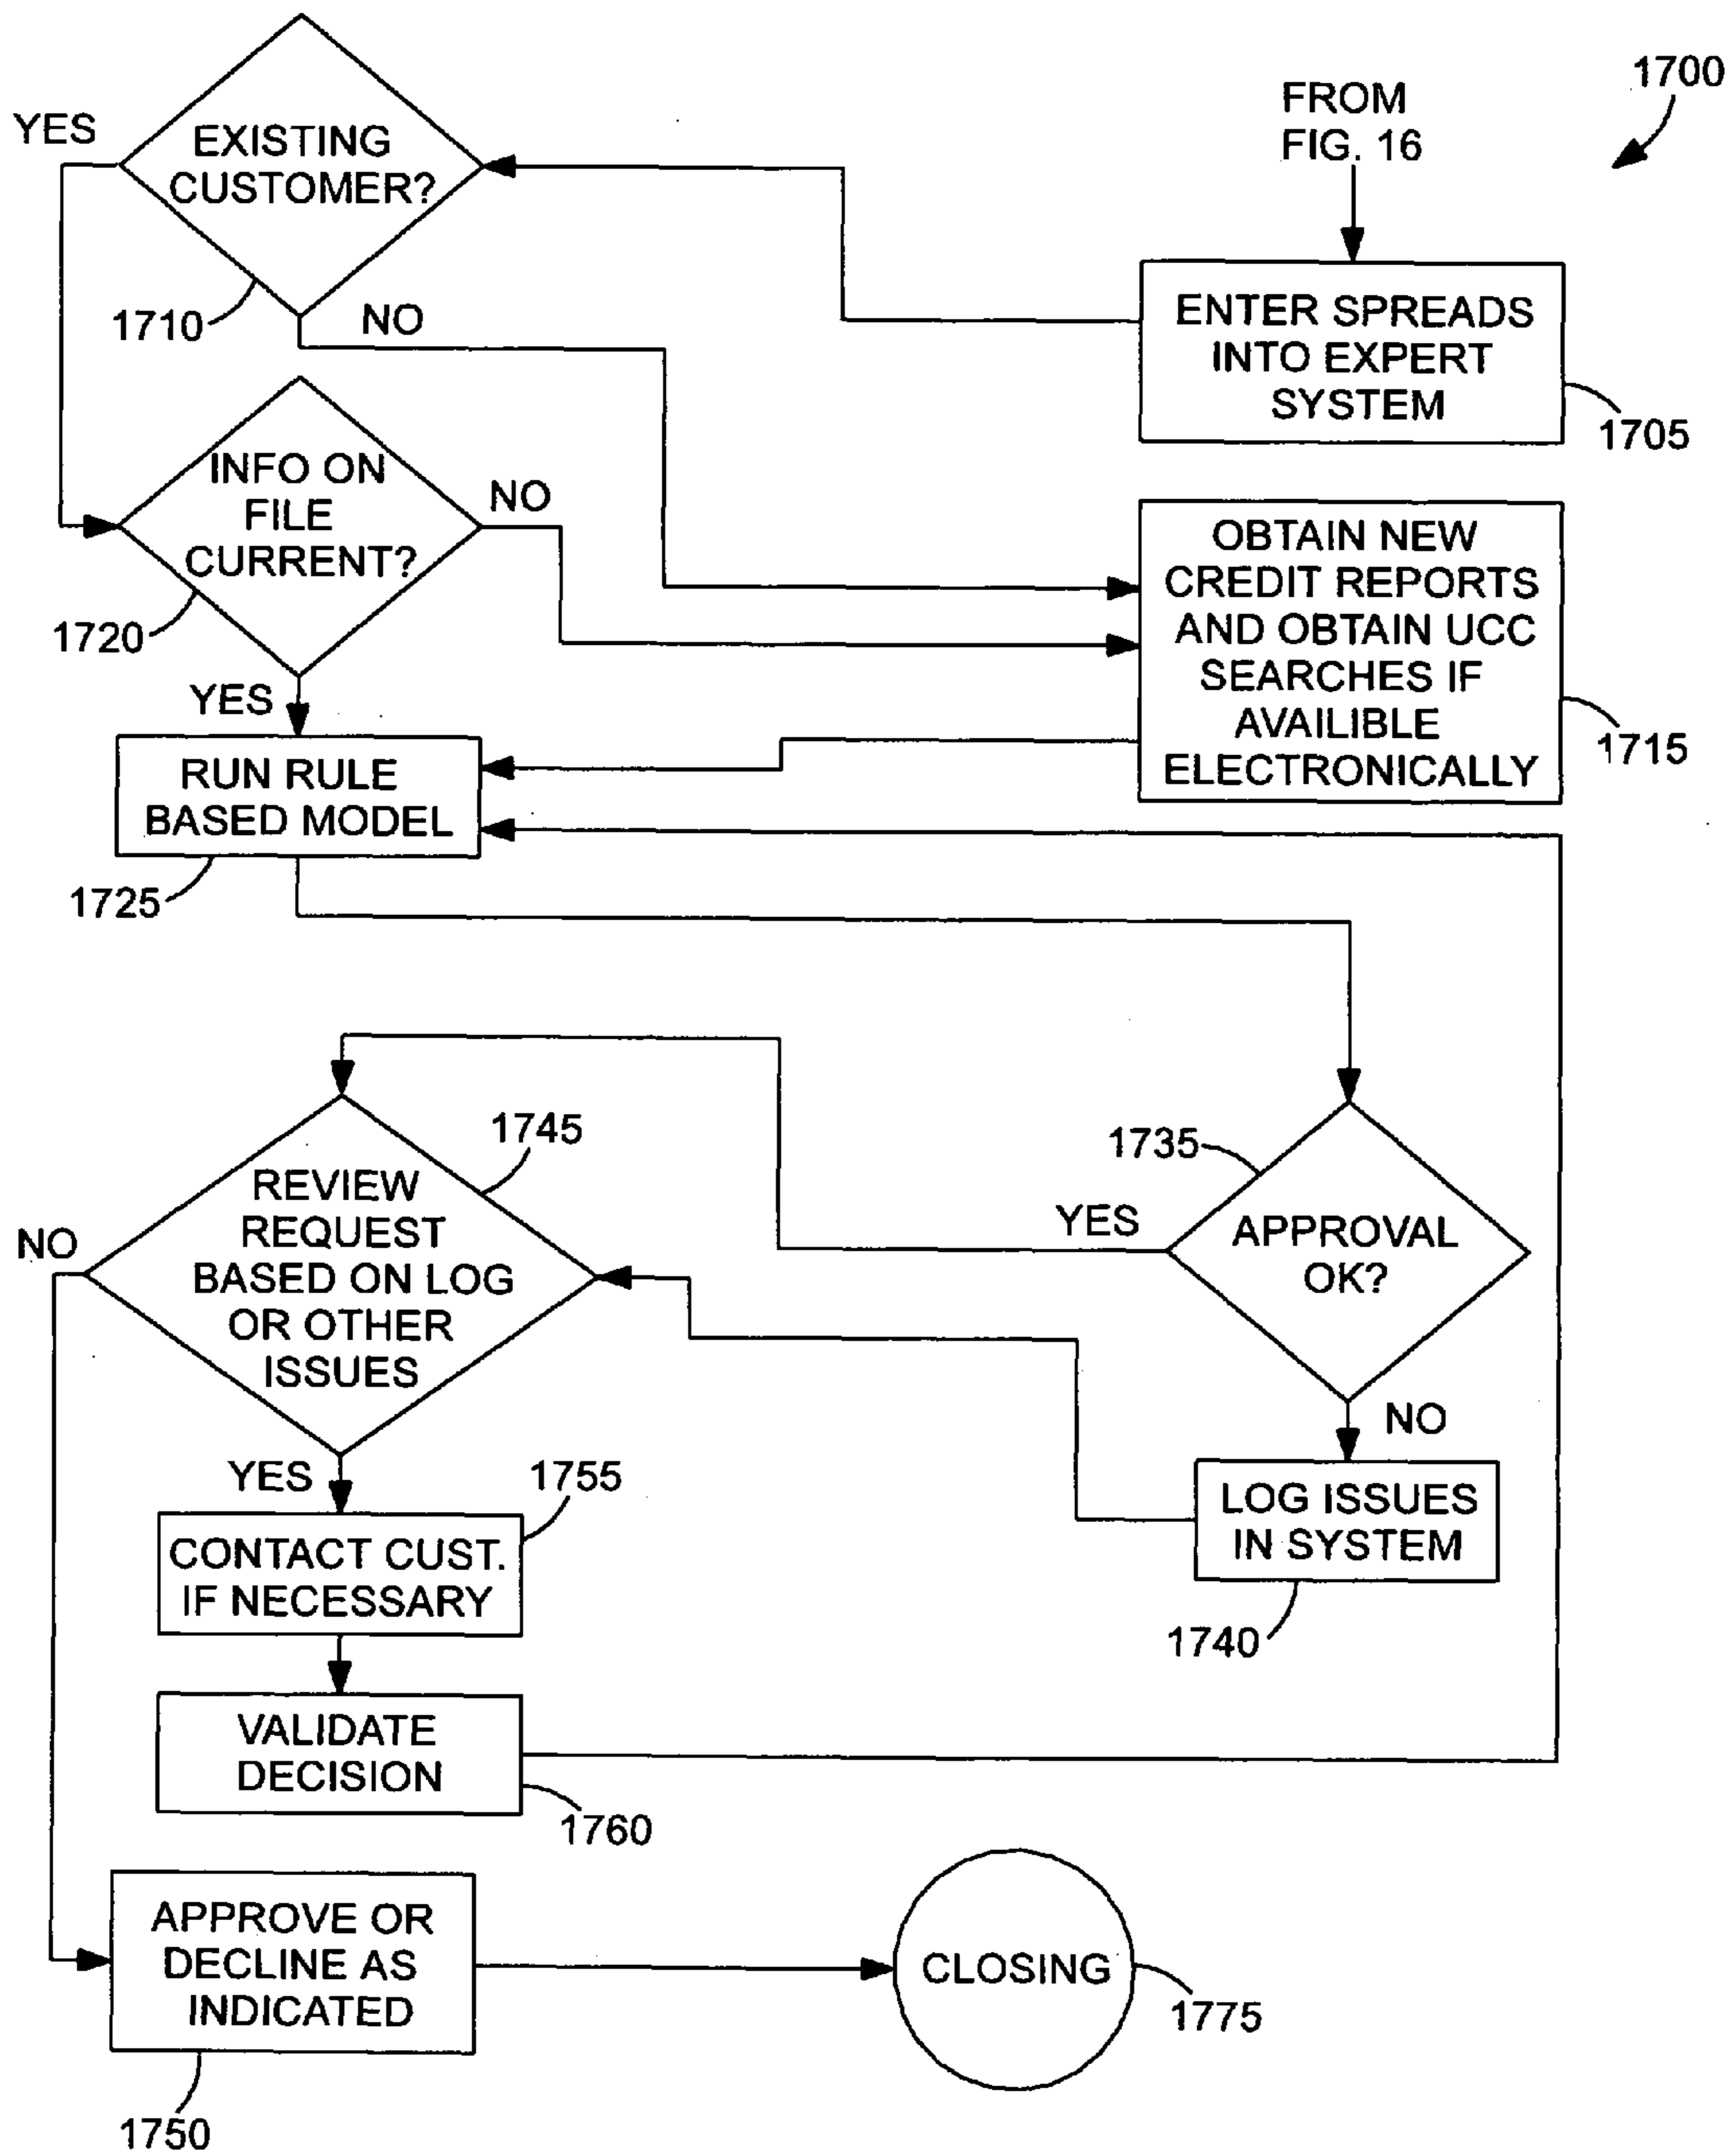 1700
FROM
FIG. 16
YES
EXISTING
CUSTOMER?
1710
NO
ENTER SPREADS
INTO EXPERT
SYSTEM
1705
INFO ON
FILE
CURRENT?
NO
1720
YES
OBTAIN NEW
CREDIT REPORTS
AND OBTAIN UCC
SEARCHES IF
AVAILIBLE
ELECTRONICALLY
1715
RUN RULE
BASED MODEL
1725
1745
REVIEW
REQUEST
BASED ON LOG
OR OTHER
ISSUES
NO
YES
1735
APPROVAL
OK?
YES
NO
LOG ISSUES
IN SYSTEM
1740
1755
CONTACT CUST.
IF NECESSARY
VALIDATE
DECISION
1760
APPROVE OR
DECLINE AS
INDICATED
1750
CLOSING
1775